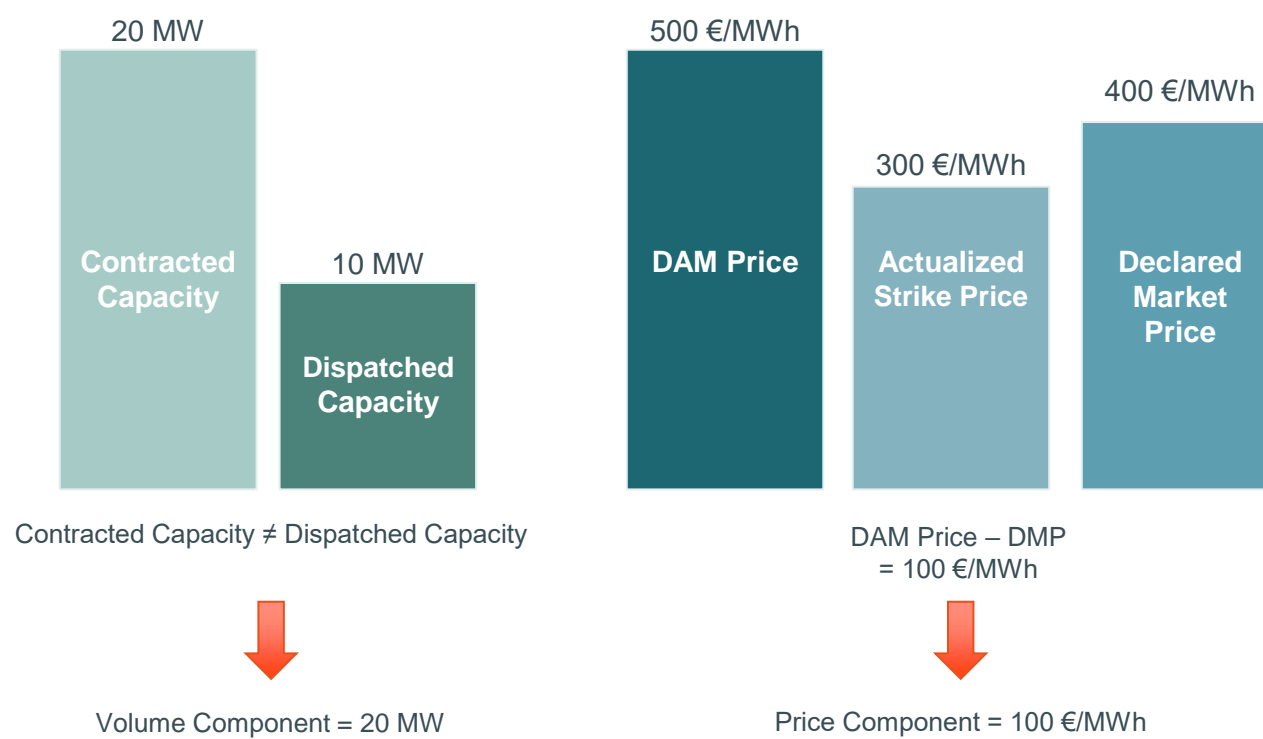 20 MW
Contracted
Capacity
10 MW
Dispatched
Capacity
Contracted Capacity ≠ Dispatched Capacity
Volume Component = 20 MW
500 €/MWh
DAM Price
300 €/MWh
Actualized
Strike Price
400 €/MWh
Declared
Market
Price
DAM Price – DMP
= 100 €/MWh
Price Component = 100 €/MWh